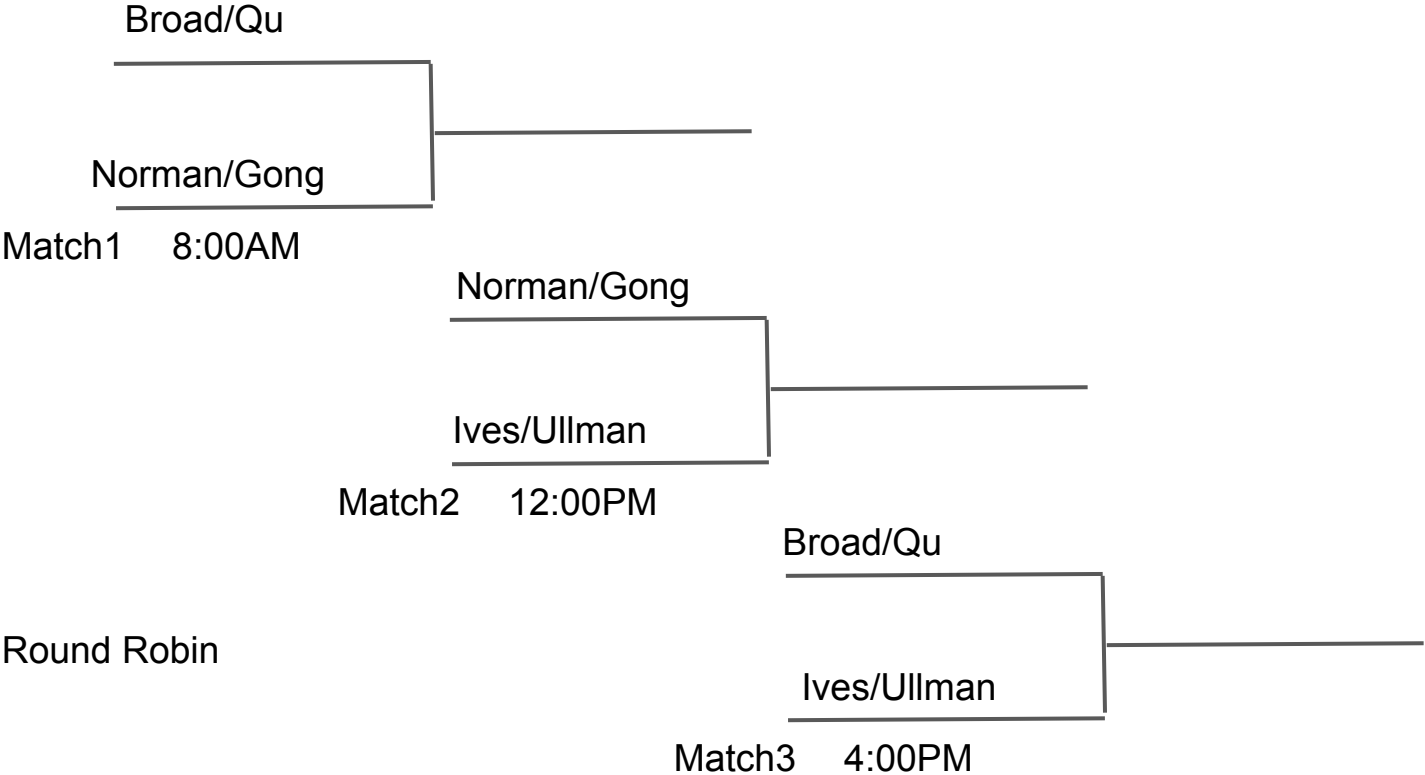 Broad/Qu
Norman/Gong
Match1 8:00AM
Norman/Gong
Ives/Ullman
Match2 12:00PM
Broad/Qu
Round Robin
Ives/Ullman
Match3 4:00PM